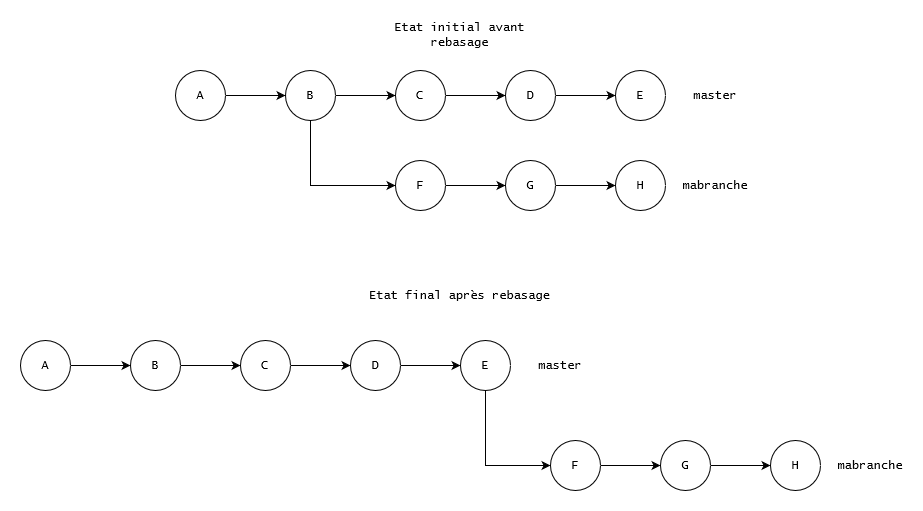 Etat initial avant
rebasage
A B C D E master
F G H mabranche
Etat final après rebasage
A B C D E master
F G H mabranche